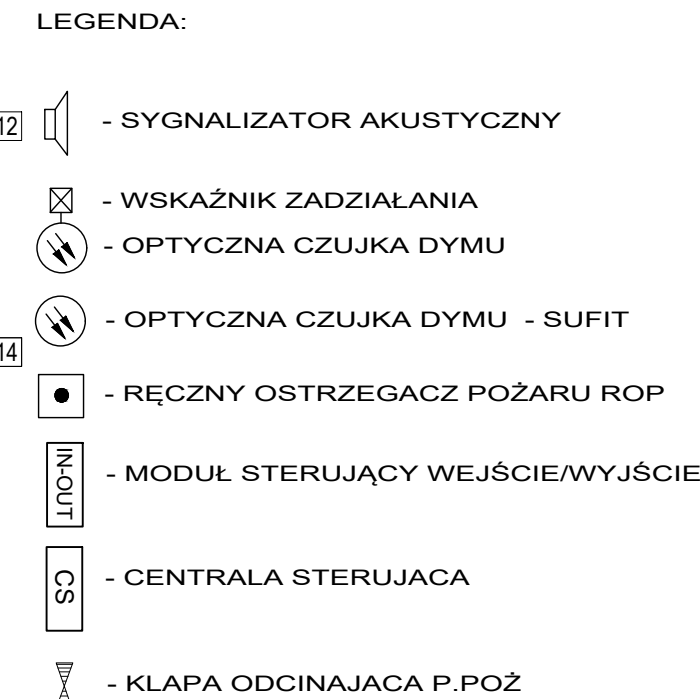 LEGENDA:
12
- SYGNALIZATOR AKUSTYCZNY
- WSKAŹNIK ZADZIAŁANIA
- OPTYCZNA CZUJKA DYMU
- OPTYCZNA CZUJKA DYMU - SUFIT
14
- RĘCZNY OSTRZEGACZ POŻARU ROP
IN-OUT - MODUŁ STERUJĄCY WEJŚCIE/WYJŚCIE
CS - CENTRALA STERUJACA
- KLAPA ODCINAJACA P.POŻ